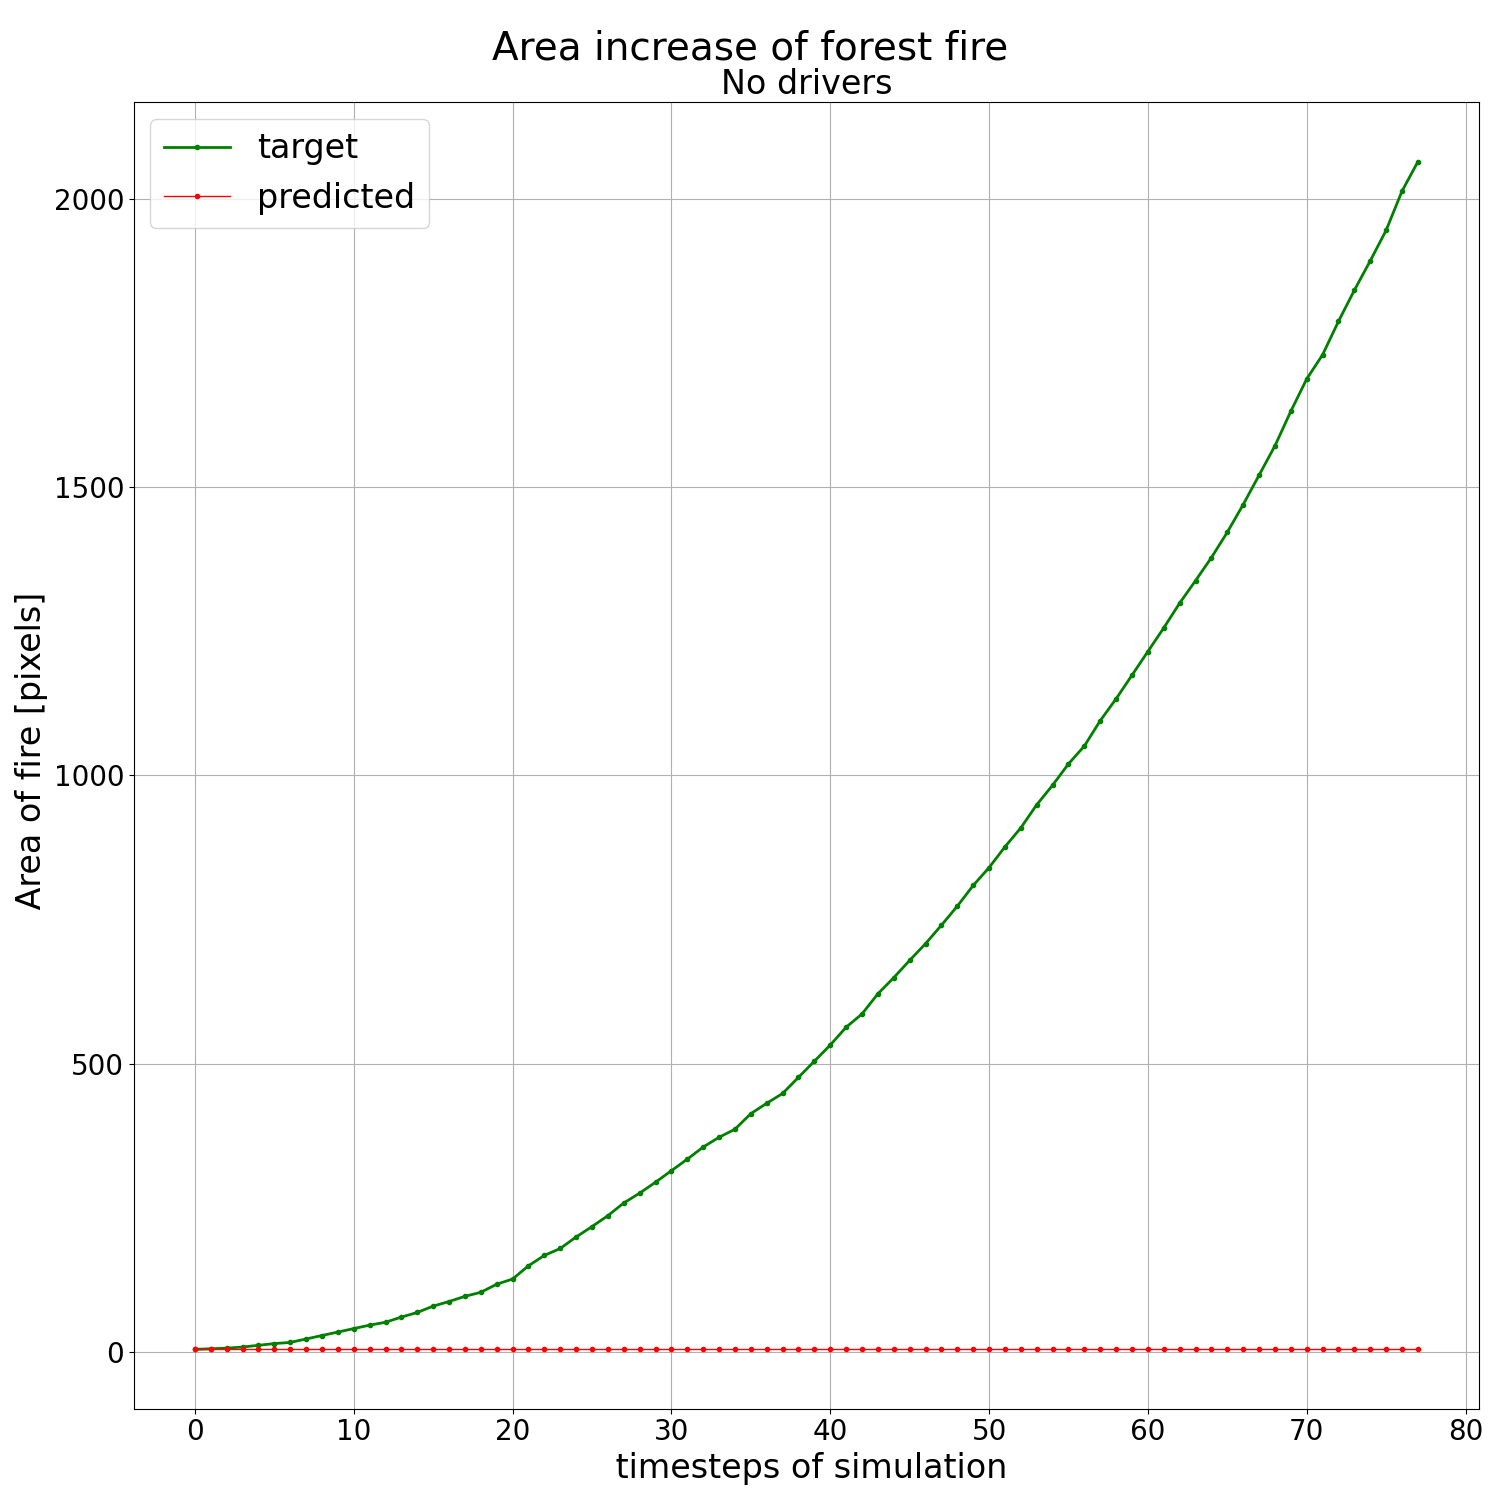 Area increase of forest fire
No drivers
target
predicted
2000
1500
1000
500
0
Area of fire [pixels]
0 10 20 30 40 50 60 70 80
timesteps of simulation